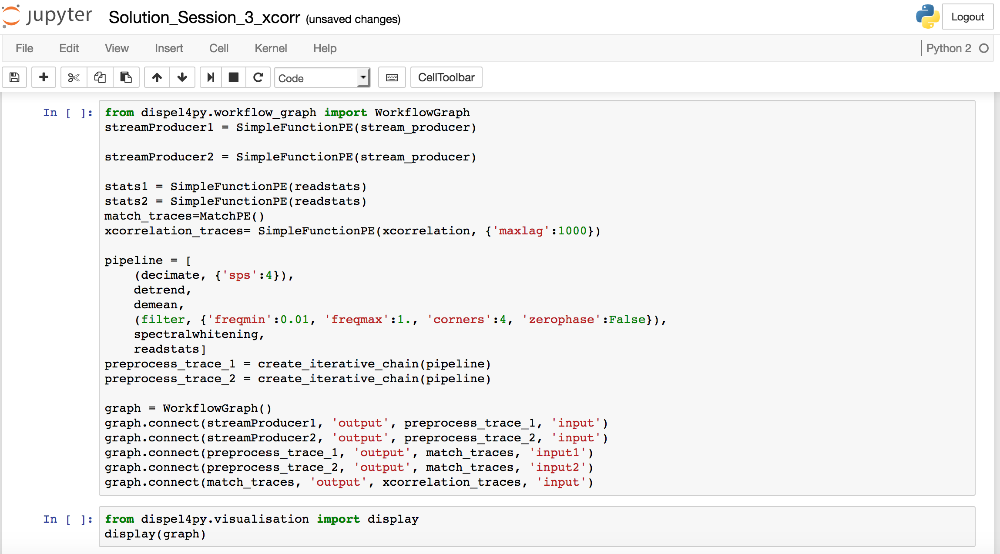 jupyter Solution_Session_3_xcorr (unsaved changes) Logout
File Edit View Insert Cell Kernel Help Python 2
Code CellToolbar
In [ ]: from dispel4py.workflow_graph import WorkflowGraph
streamProducer1 = SimpleFunctionPE(stream_producer)
streamProducer2 = SimpleFunctionPE(stream_producer)
stats1 = SimpleFunctionPE(readstats)
stats2 = SimpleFunctionPE(readstats)
match_traces=MatchPE()
xcorrelation_traces= SimpleFunctionPE(xcorrelation, {'maxlag':1000})
pipeline = [
    (decimate, {'sps':4}),
    detrend,
    demean,
    (filter, {'freqmin':0.01, 'freqmax':1., 'corners':4, 'zerophase':False}),
    spectralwhitening,
    readstats]
preprocess_trace_1 = create_iterative_chain(pipeline)
preprocess_trace_2 = create_iterative_chain(pipeline)
graph = WorkflowGraph()
graph.connect(streamProducer1, 'output', preprocess_trace_1, 'input')
graph.connect(streamProducer2, 'output', preprocess_trace_2, 'input')
graph.connect(preprocess_trace_1, 'output', match_traces, 'input1')
graph.connect(preprocess_trace_2, 'output', match_traces, 'input2')
graph.connect(match_traces, 'output', xcorrelation_traces, 'input')
In [ ]: from dispel4py.visualisation import display
display(graph)